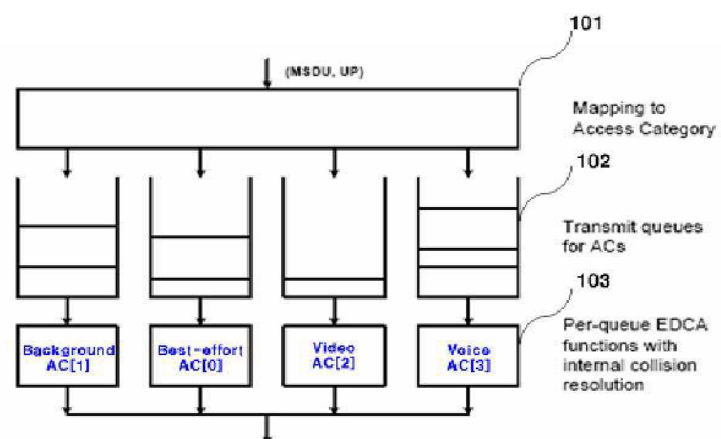 101
(MSDU, UP)
Mapping to
Access Category
102
Transmit queues
for ACs
103
Per-queue EDCA
functions with
internal collision
resolution
Background
AC[1]
Best-effort
AC[0]
Video
AC[2]
Voice
AC[3]